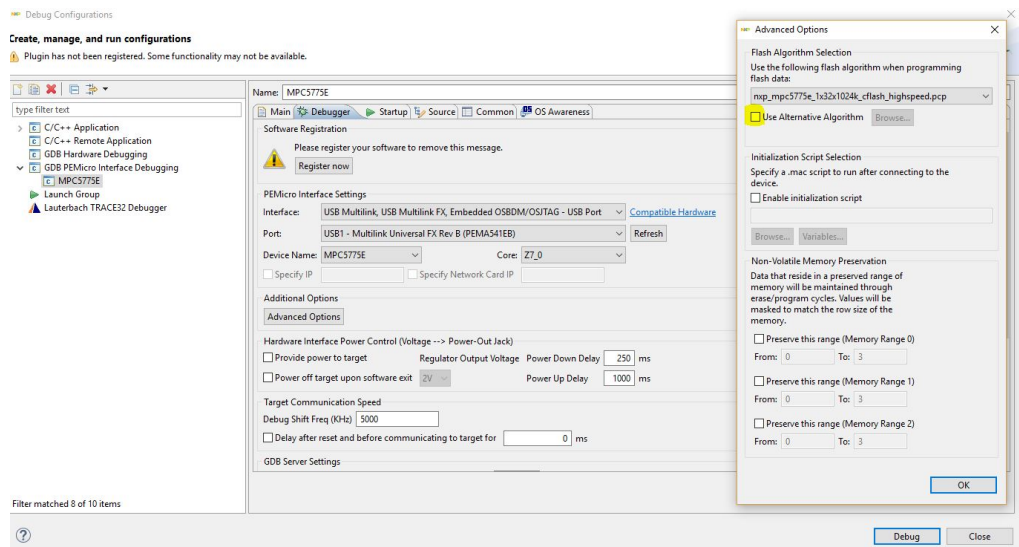 Debug Configurations
Create, manage, and run configurations
Plugin has not been registered. Some functionality may not be available.
type filter text
C/C++ Application
C/C++ Remote Application
GDB Hardware Debugging
GDB PEMicro Interface Debugging
MPC5775E
Launch Group
Lauterbach TRACE32 Debugger
Filter matched 8 of 10 items
Name: MPC5775E
Main Debugger Startup Source Common OS Awareness
Software Registration
Please register your software to remove this message.
Register now
PEMicro Interface Settings
Interface: USB Multilink, USB Multilink FX, Embedded OSBDM/OSJTAG - USB Port Compatible Hardware
Port: USB1 - Multilink Universal FX Rev B (PEMA541EB) Refresh
Device Name: MPC5775E Core: Z7_0
Specify IP Specify Network Card IP
Additional Options
Advanced Options
Hardware Interface Power Control (Voltage --> Power-Out Jack)
Provide power to target Regulator Output Voltage Power Down Delay 250 ms
Power off target upon software exit 2V Power Up Delay 1000 ms
Target Communication Speed
Debug Shift Freq (KHz) 5000
Delay after reset and before communicating to target for 0 ms
GDB Server Settings
Debug Close
Advanced Options
Flash Algorithm Selection
Use the following flash algorithm when programming
flash data:
nxp_mpc5775e_1x32x1024k_cflash_highspeed.pcp
Use Alternative Algorithm Browse...
Initialization Script Selection
Specify a .mac script to run after connecting to the
device.
Enable initialization script
Browse... Variables...
Non-Volatile Memory Preservation
Data that reside in a preserved range of
memory will be maintained through
erase/program cycles. Values will be
masked to match the row size of the
memory.
Preserve this range (Memory Range 0)
From: 0 To: 3
Preserve this range (Memory Range 1)
From: 0 To: 3
Preserve this range (Memory Range 2)
From: 0 To: 3
OK